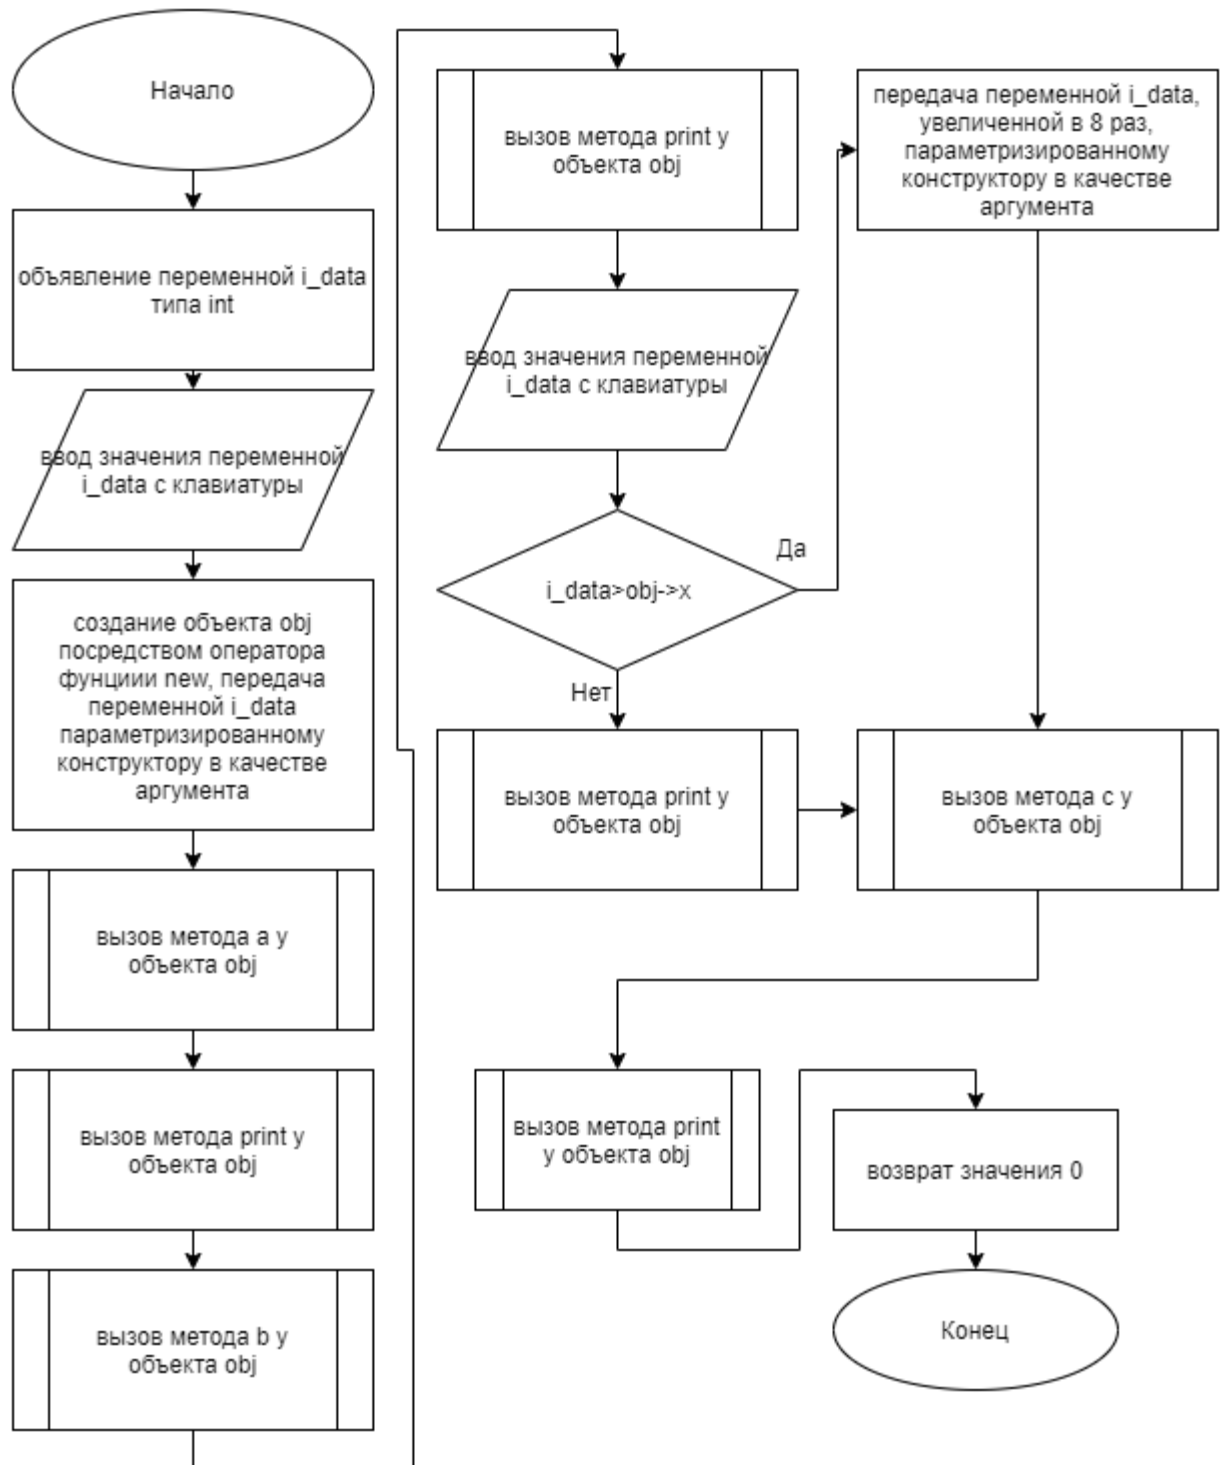 Начало
объявление переменной i_data
типа int
ввод значения переменной
i_data с клавиатуры
создание объекта obj
посредством оператора
фунциии new, передача
переменной i_data
параметризированному
конструктору в качестве
аргумента
вызов метода a у
объекта obj
вызов метода print у
объекта obj
вызов метода b у
объекта obj
вызов метода print у
объекта obj
ввод значения переменной
i_data с клавиатуры
Да
i_data>obj->x
Нет
вызов метода print у
объекта obj
передача переменной i_data,
увеличенной в 8 раз,
параметризированному
конструктору в качестве
аргумента
вызов метода c у
объекта obj
вызов метода print
у объекта obj
возврат значения 0
Конец